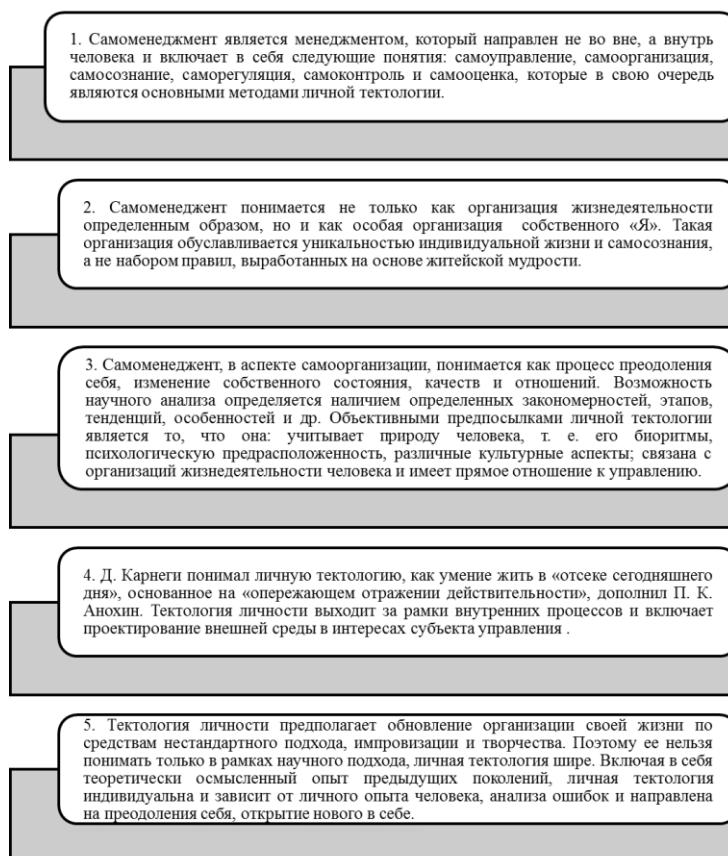 1. Самоменеджмент является менеджментом, который направлен не во вне, а внутрь
человека и включает в себя следующие понятия: самоуправление, самоорганизация,
самосознание, саморегуляция, самоконтроль и самооценка, которые в свою очередь
являются основными методами личной тектологии.
2. Самоменеджент понимается не только как организация жизнедеятельности
определенным образом, но и как особая организация собственного «Я». Такая
организация обуславливается уникальностью индивидуальной жизни и самосознания,
а не набором правил, выработанных на основе житейской мудрости.
3. Самоменеджент, в аспекте самоорганизации, понимается как процесс преодоления
себя, изменение собственного состояния, качеств и отношений. Возможность
научного анализа определяется наличием определенных закономерностей, этапов,
тенденций, особенностей и др. Объективными предпосылками личной тектологии
является то, что она: учитывает природу человека, т. е. его биоритмы,
психологическую предрасположенность, различные культурные аспекты; связана с
организаций жизнедеятельности человека и имеет прямое отношение к управлению.
4. Д. Карнеги понимал личную тектологию, как умение жить в «отсеке сегодняшнего
дня», основанное на «опережающом отражении действительности», дополнил П. К.
Анохин. Тектология личности выходит за рамки внутренних процессов и включает
проектирование внешней среды в интересах субъекта управления .
5. Тектология личности предполагает обновление организации своей жизни по
средствам нестандартного подхода, импровизации и творчества. Поэтому ее нельзя
понимать только в рамках научного подхода, личная тектология шире. Включая в себя
теоретически осмысленный опыт предыдущих поколений, личная тектология
индивидуальна и зависит от личного опыта человека, анализа ошибок и направлена
на преодоления себя, открытие нового в себе.